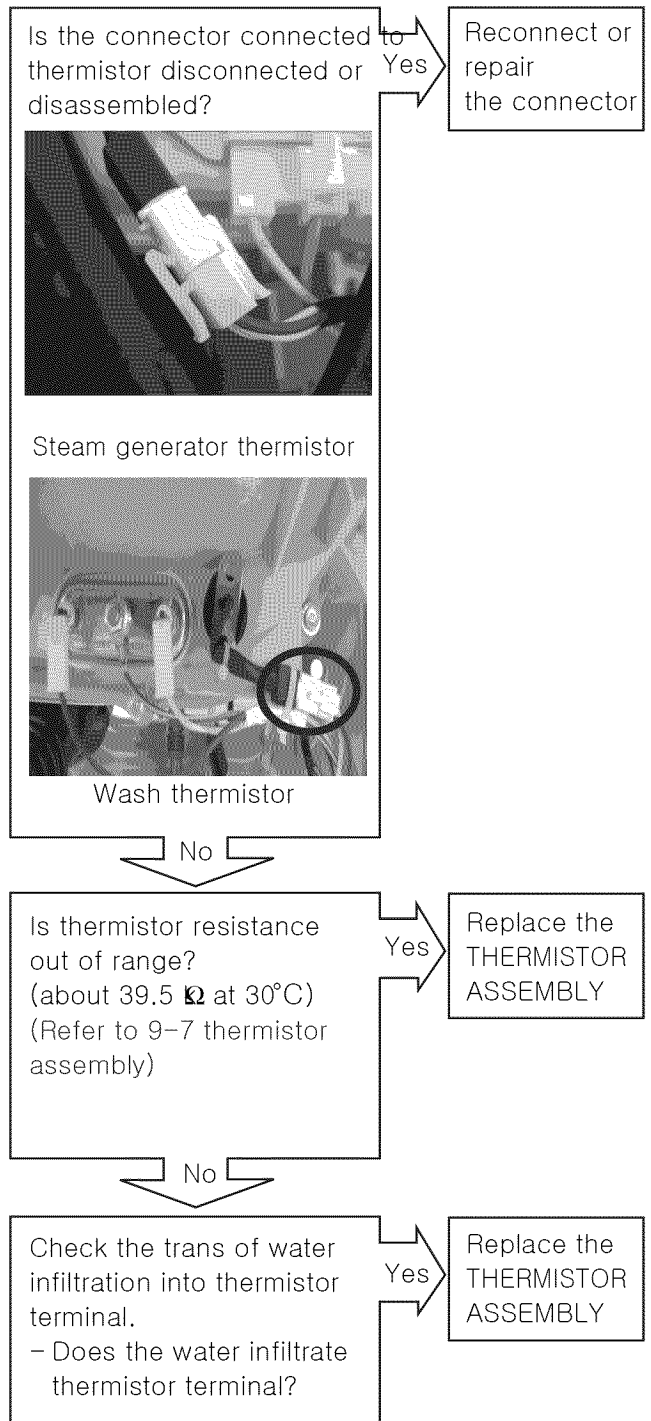 Is the connector connected to
thermistor disconnected or
disassembled?
Yes
Reconnect or
repair
the connector
Steam generator thermistor
Wash thermistor
No
Is thermistor resistance
out of range?
(about 39.5 ㏀ at 30°C)
(Refer to 9-7 thermistor
assembly)
Yes
Replace the
THERMISTOR
ASSEMBLY
No
Check the trans of water
infiltration into thermistor
terminal.
- Does the water infiltrate
thermistor terminal?
Yes
Replace the
THERMISTOR
ASSEMBLY